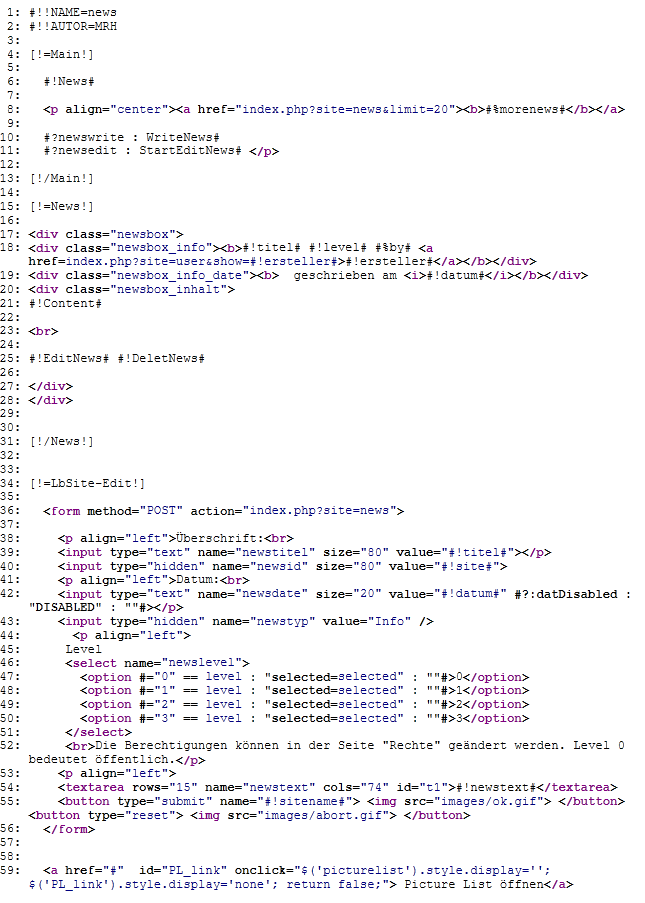 1: #!!NAME=news
2: #!!AUTOR=MRH
3:
4: [!=Main!]
5:
6: #!News#
7:
8: <p align="center"><a href="index.php?site=news&limit=20"><b>#%morenews#</b></a>
9:
10: #?newswrite : WriteNews#
11: #?newsedit : StartEditNews# </p>
12:
13: [!/Main!]
14:
15: [!=News!]
16:
17: <div class="newsbox">
18: <div class="newsbox_info"><b>#!titel# #!level# #%by# <a
href=index.php?site=user&show=#!ersteller#>#!ersteller#</a></b></div>
19: <div class="newsbox_info_date"><b>  geschrieben am <i>#!datum#</i></b></div>
20: <div class="newsbox_inhalt">
21: #!Content#
22:
23: <br>
24:
25: #!EditNews# #!DeletNews#
26:
27: </div>
28: </div>
29:
30:
31: [!/News!]
32:
33:
34: [!=LbSite-Edit!]
35:
36: <form method="POST" action="index.php?site=news">
37:
38: <p align="left">Überschrift:<br>
39: <input type="text" name="newstitel" size="80" value="#!titel#"></p>
40: <input type="hidden" name="newsid" size="80" value="#!site#">
41: <p align="left">Datum:<br>
42: <input type="text" name="newsdate" size="20" value="#!datum#" #?:datDisabled :
"DISABLED" : ""#></p>
43: <input type="hidden" name="newstyp" value="Info" />
44: <p align="left">
45: Level
46: <select name="newslevel">
47: <option #="0" == level : "selected=selected" : ""#>0</option>
48: <option #="1" == level : "selected=selected" : ""#>1</option>
49: <option #="2" == level : "selected=selected" : ""#>2</option>
50: <option #="3" == level : "selected=selected" : ""#>3</option>
51: </select>
52: <br>Die Berechtigungen können in der Seite "Rechte" geändert werden. Level 0
bedeutet öffentlich.</p>
53: <p align="left">
54: <textarea rows="15" name="newstext" cols="74" id="t1">#!newstext#</textarea>
55: <button type="submit" name="#!sitename#"> <img src="images/ok.gif"> </button>
<button type="reset"> <img src="images/abort.gif"> </button>
56: </form>
57:
58:
59: <a href="#"  id="PL_link" onclick="$('picturelist').style.display='';
$('PL_link').style.display='none'; return false;"> Picture List öffnen</a>